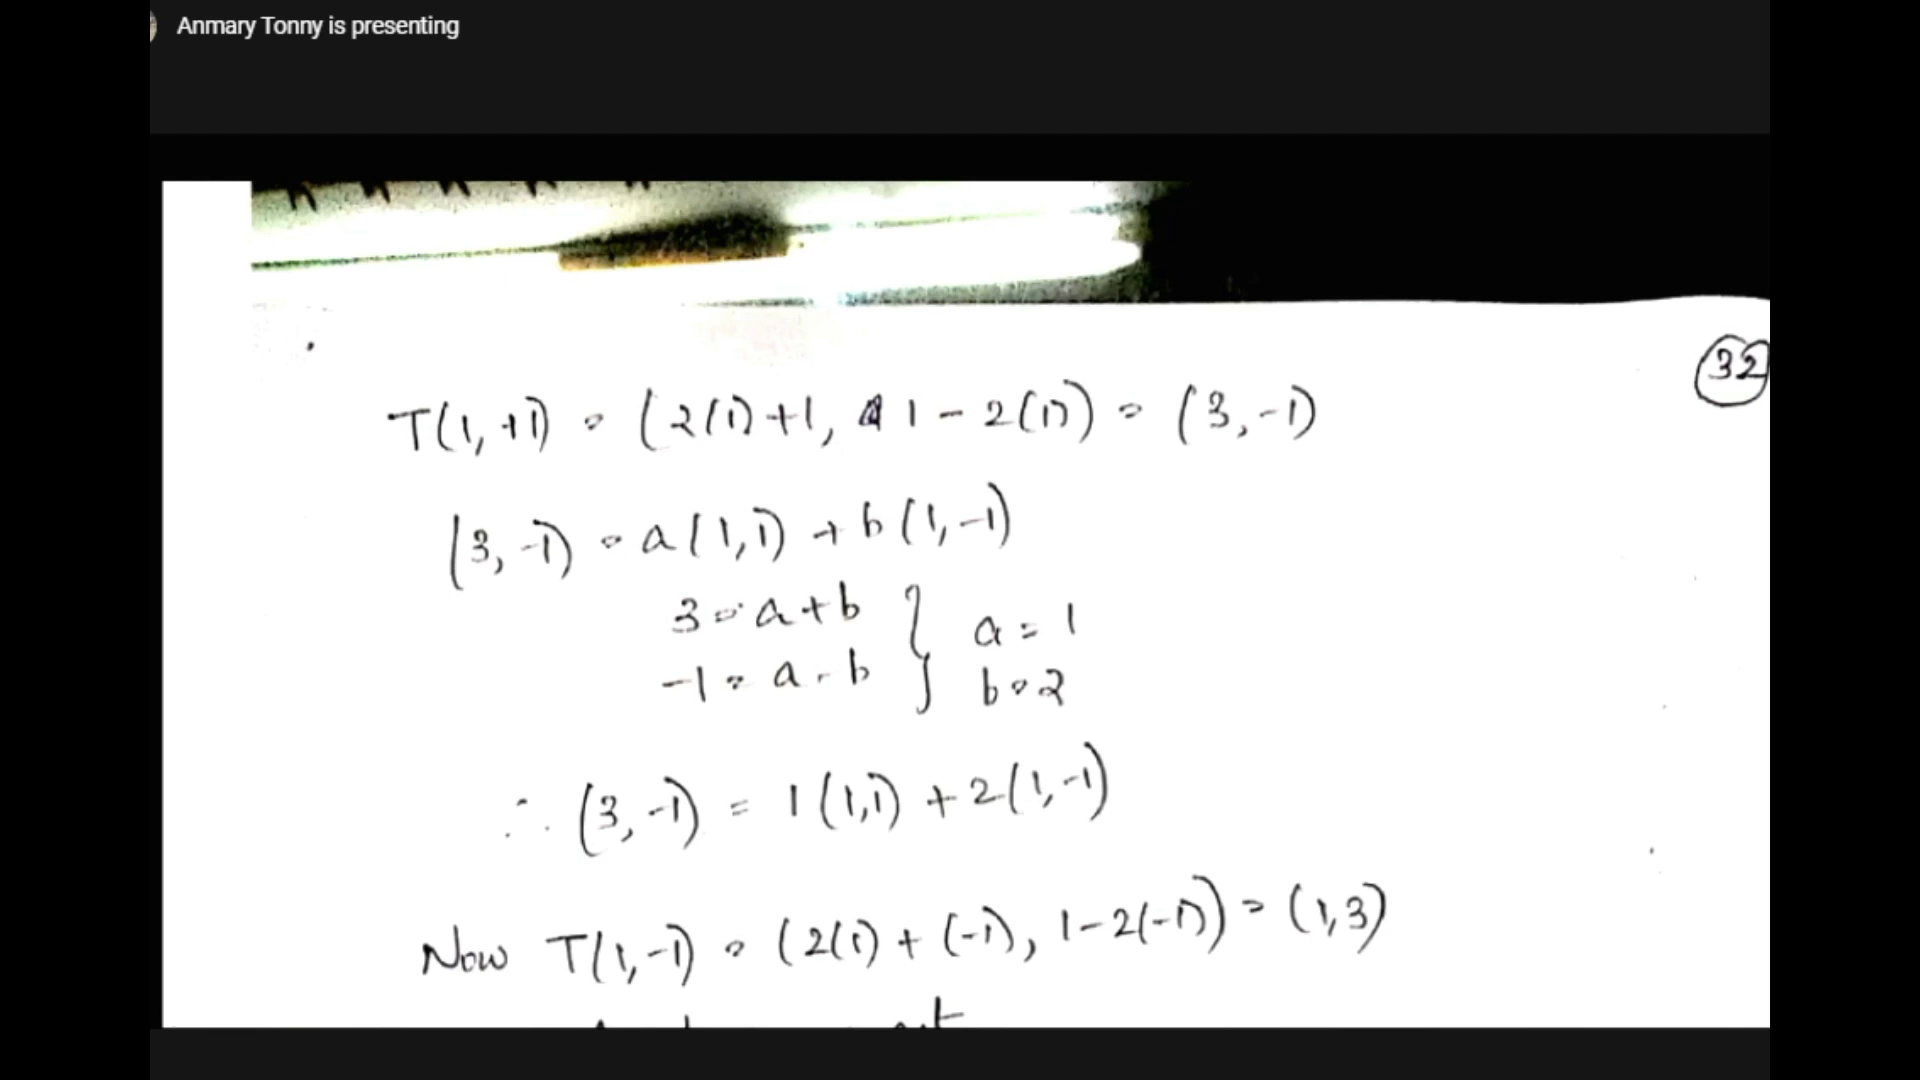 Anmary Tonny is presenting
32
T(1, +1) = (2(1)+1, 1 - 2(1)) = (3, -1)
(3, -1) = a(1,1) + b(1,-1)
3 = a+b
-1 = a-b } a = 1
b = 2
∴ (3, -1) = 1(1,1) + 2(1,-1)
Now T(1,-1) = (2(1) + (-1), 1-2(-1)) = (1,3)